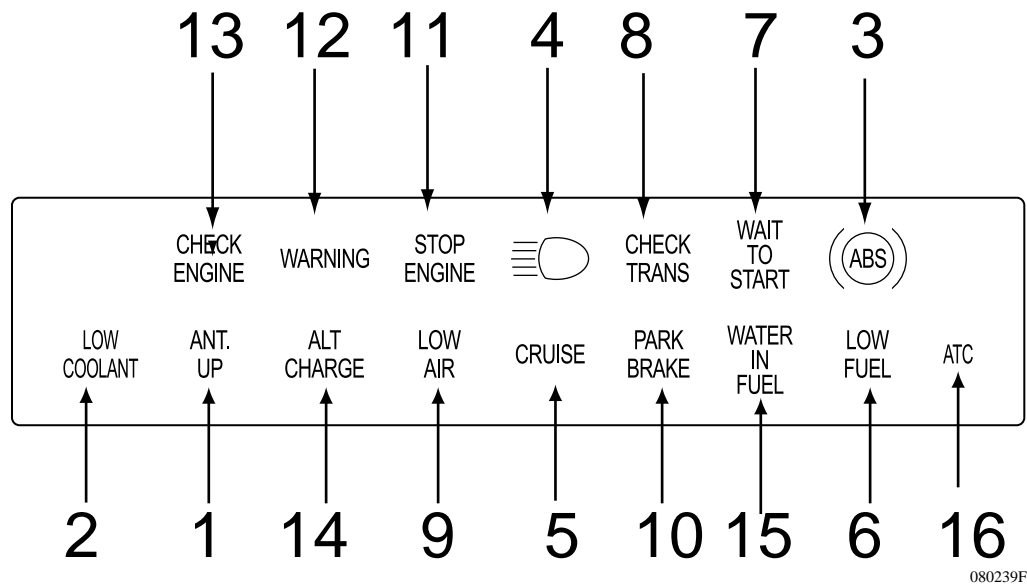 13 12 11 4 8 7 3
CHECK
ENGINE
WARNING
STOP
ENGINE
CHECK
TRANS
WAIT
TO
START
ABS
LOW
COOLANT
ANT.
UP
ALT
CHARGE
LOW
AIR
CRUISE
PARK
BRAKE
WATER
IN
FUEL
LOW
FUEL
ATC
2 1 14 9 5 10 15 6 16
080239F